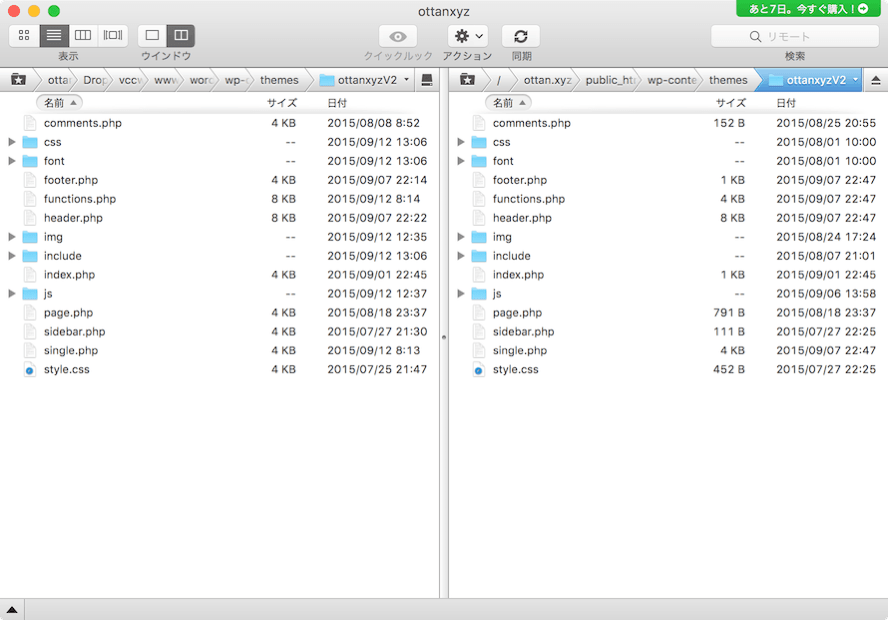 ottanxyz
あと7日。今すぐ購入！
リモート
表示 ウインドウ クイックルック アクション 同期 検索
otta Drop vccw www word wp- themes ottanxyzV2
/ ottan.xyz public_ht wp-conte themes ottanxyzV2
名前 サイズ 日付
名前 サイズ 日付
comments.php 4 KB 2015/08/08 8:52
css -- 2015/09/12 13:06
font -- 2015/09/12 13:06
footer.php 4 KB 2015/09/07 22:14
functions.php 8 KB 2015/09/12 8:14
header.php 8 KB 2015/09/07 22:22
img -- 2015/09/12 12:35
include -- 2015/09/12 13:06
index.php 4 KB 2015/09/01 22:45
js -- 2015/09/12 12:37
page.php 4 KB 2015/08/18 23:37
sidebar.php 4 KB 2015/07/27 21:30
single.php 4 KB 2015/09/12 8:13
style.css 4 KB 2015/07/25 21:47
comments.php 152 B 2015/08/25 20:55
css -- 2015/08/01 10:00
font -- 2015/08/01 10:00
footer.php 1 KB 2015/09/07 22:47
functions.php 4 KB 2015/09/07 22:47
header.php 8 KB 2015/09/07 22:47
img -- 2015/08/24 17:24
include -- 2015/08/07 21:01
index.php 1 KB 2015/09/01 22:45
js -- 2015/09/06 13:58
page.php 791 B 2015/08/18 23:37
sidebar.php 111 B 2015/07/27 22:25
single.php 4 KB 2015/09/07 22:47
style.css 452 B 2015/07/27 22:25